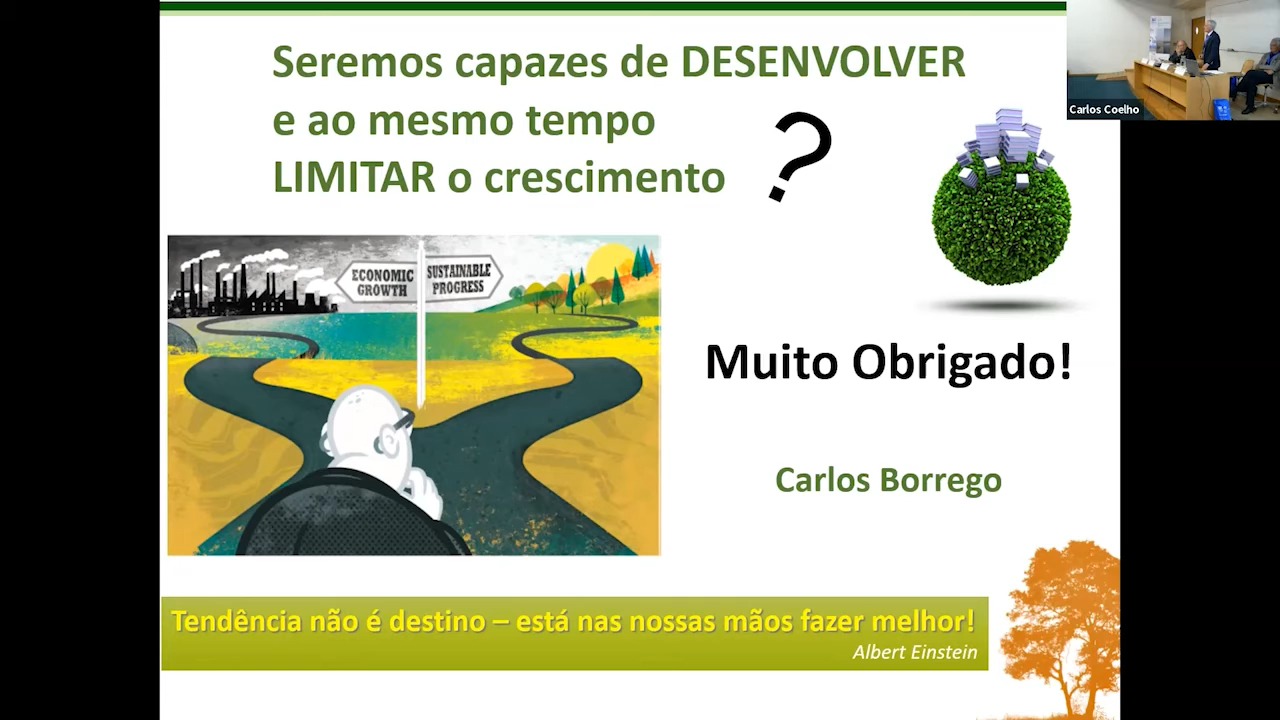 Seremos capazes de DESENVOLVER
e ao mesmo tempo
LIMITAR o crescimento
?
Carlos Coelho
ECONOMIC
GROWTH
SUSTAINABLE
PROGRESS
Muito Obrigado!
Carlos Borrego
Tendência não é destino – está nas nossas mãos fazer melhor!
Albert Einstein